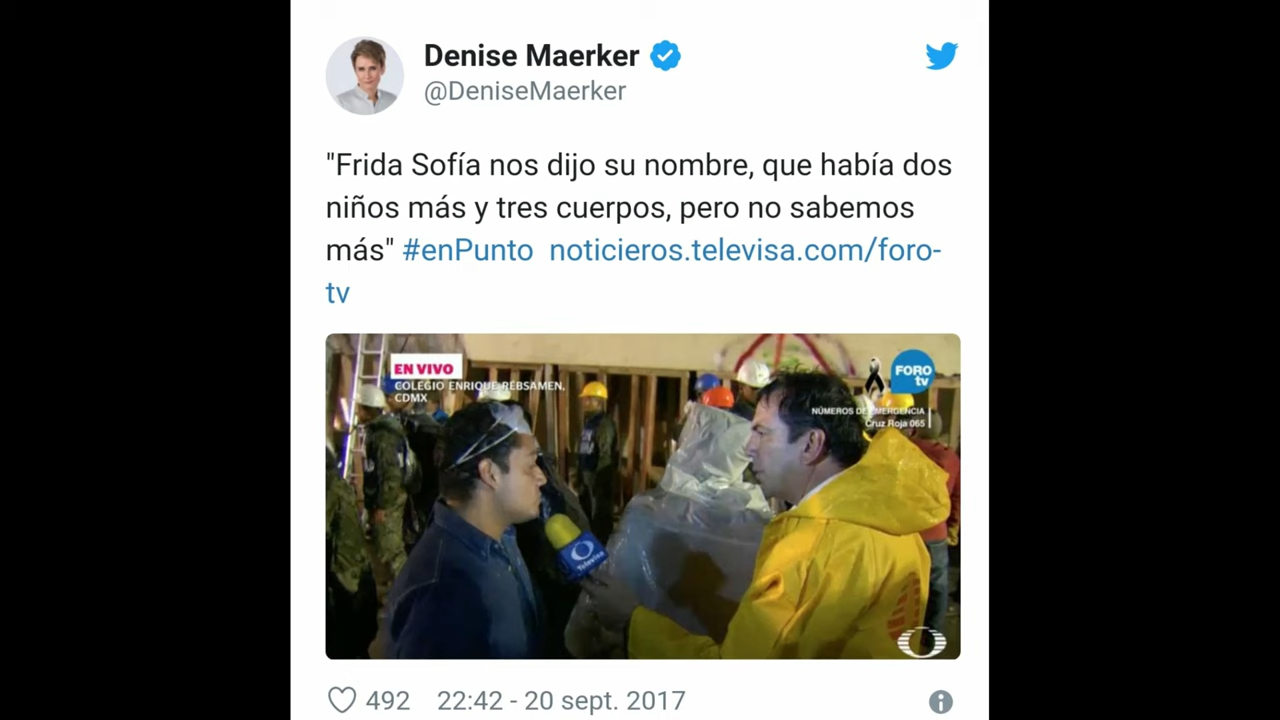 Denise Maerker
@DeniseMaerker
"Frida Sofía nos dijo su nombre, que había dos
niños más y tres cuerpos, pero no sabemos
más" #enPunto noticieros.televisa.com/foro-
tv
EN VIVO
COLEGIO ENRIQUE RÉBSAMEN,
CDMX
FORO
tv
NÚMEROS DE EMERGENCIA
Cruz Roja 065
Televisa
492 22:42 - 20 sept. 2017